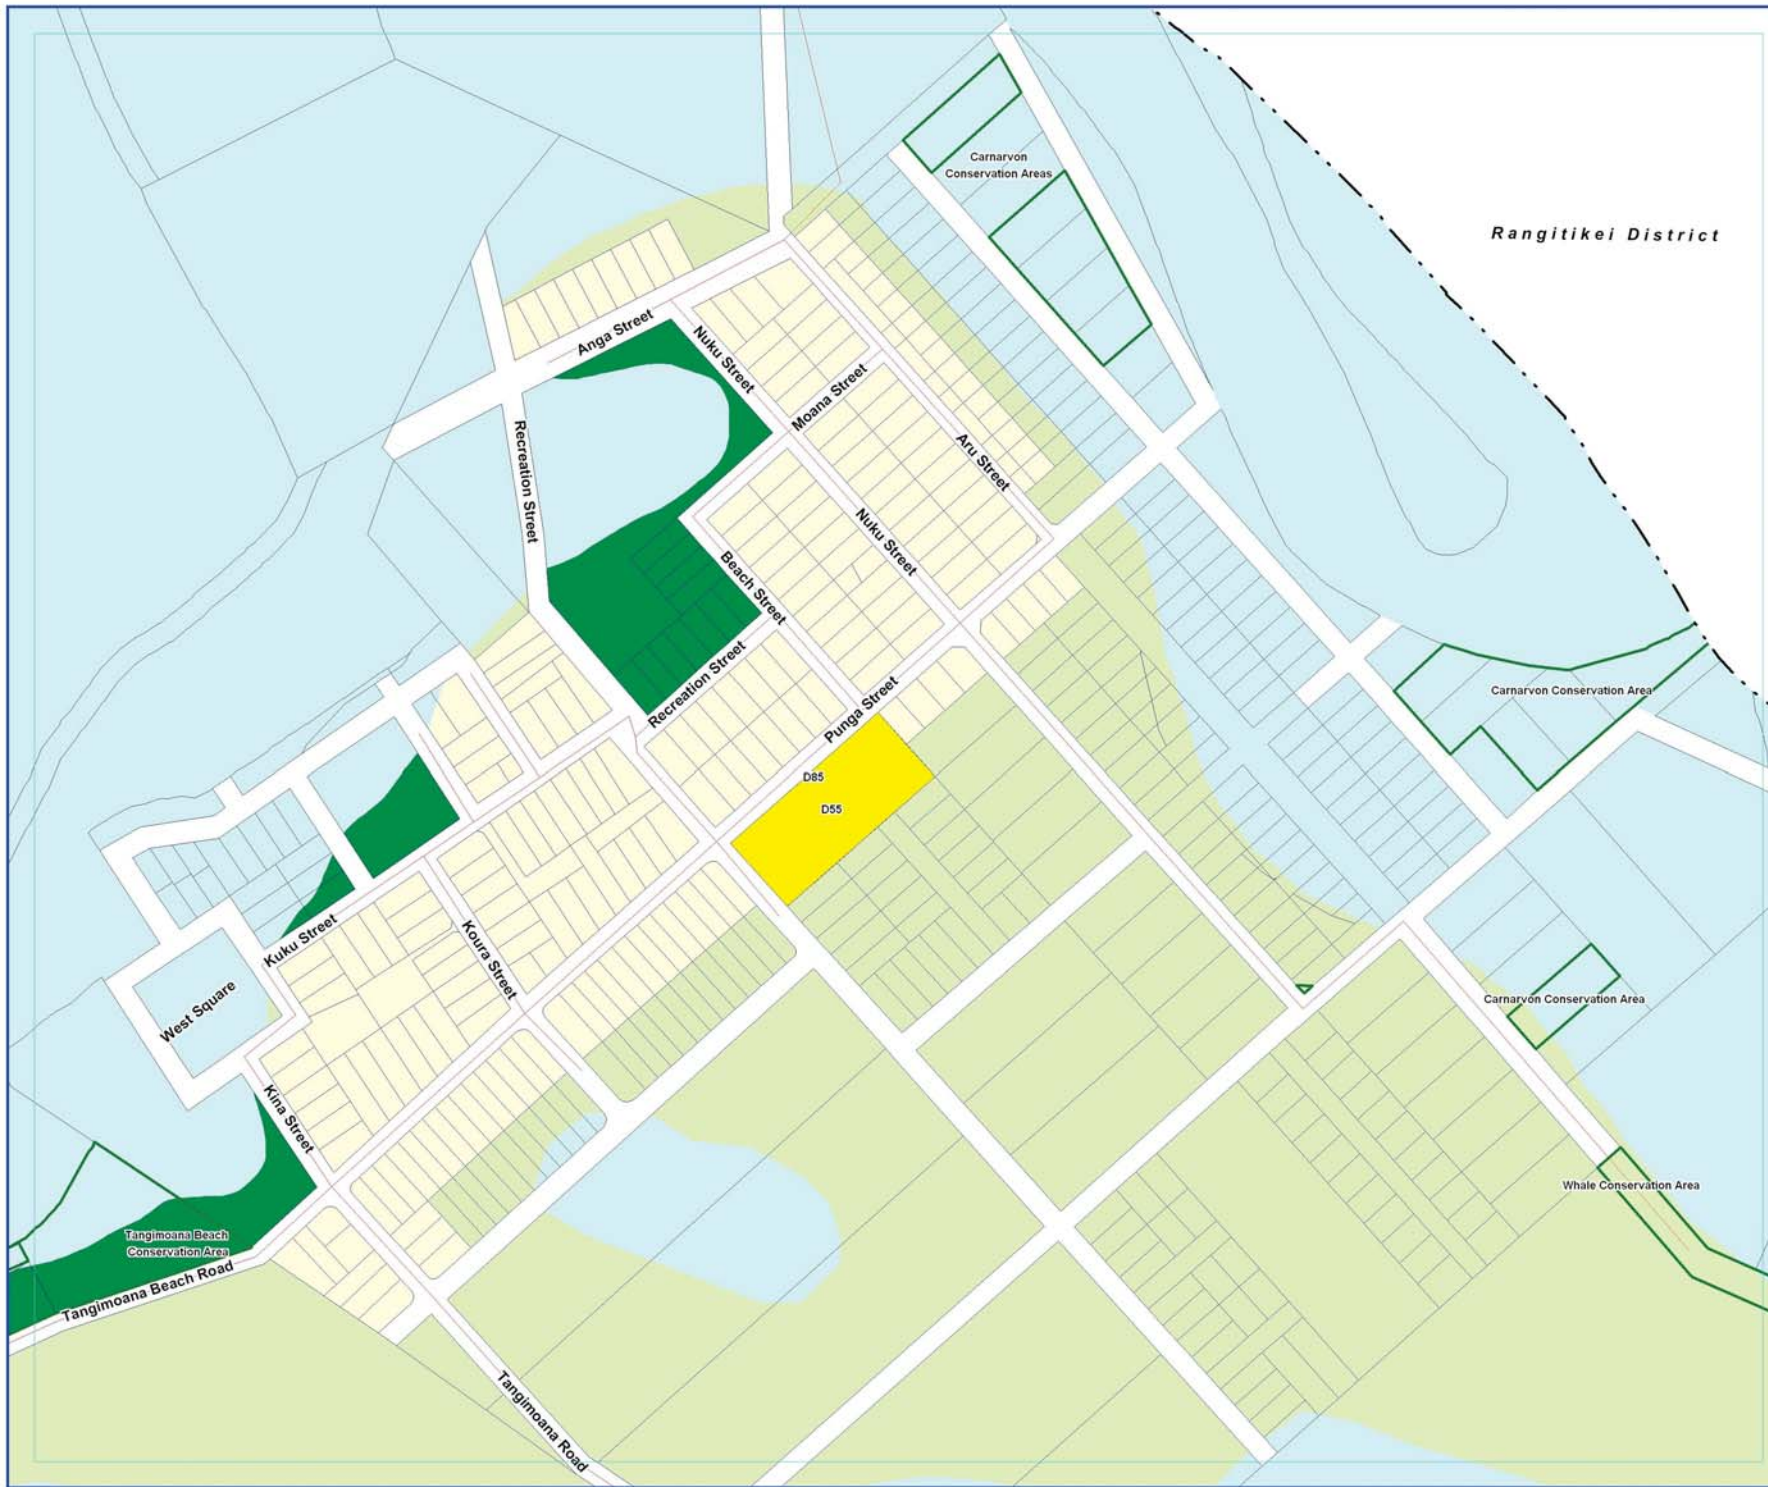 Carnarvon
Conservation Areas
Rangitikei District
Anga Street
Nuku Street
Moana Street
Recreation Street
Aru Street
Nuku Street
Beach Street
Recreation Street
Punga Street
Carnarvon Conservation Area
D85
D55
Kuku Street
Koura Street
West Square
Carnarvon Conservation Area
Kina Street
Whale Conservation Area
Tangimoana Beach
Conservation Area
Tangimoana Beach Road
Tangimoana Road